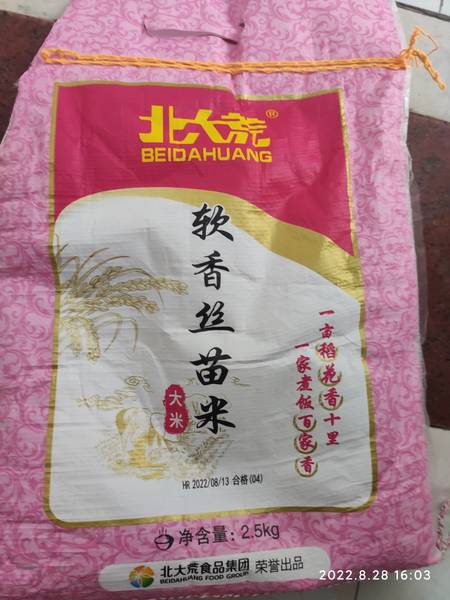 北大荒®
BEIDAHUANG
软香丝苗米
大米
一亩稻花香十里
一家煮饭百家香
HR 2022/08/13 合格(04)
净含量: 2.5kg
北大荒食品集团 荣誉出品
BEIDAHUANG FOOD GROUP
2022.8.28 16:03